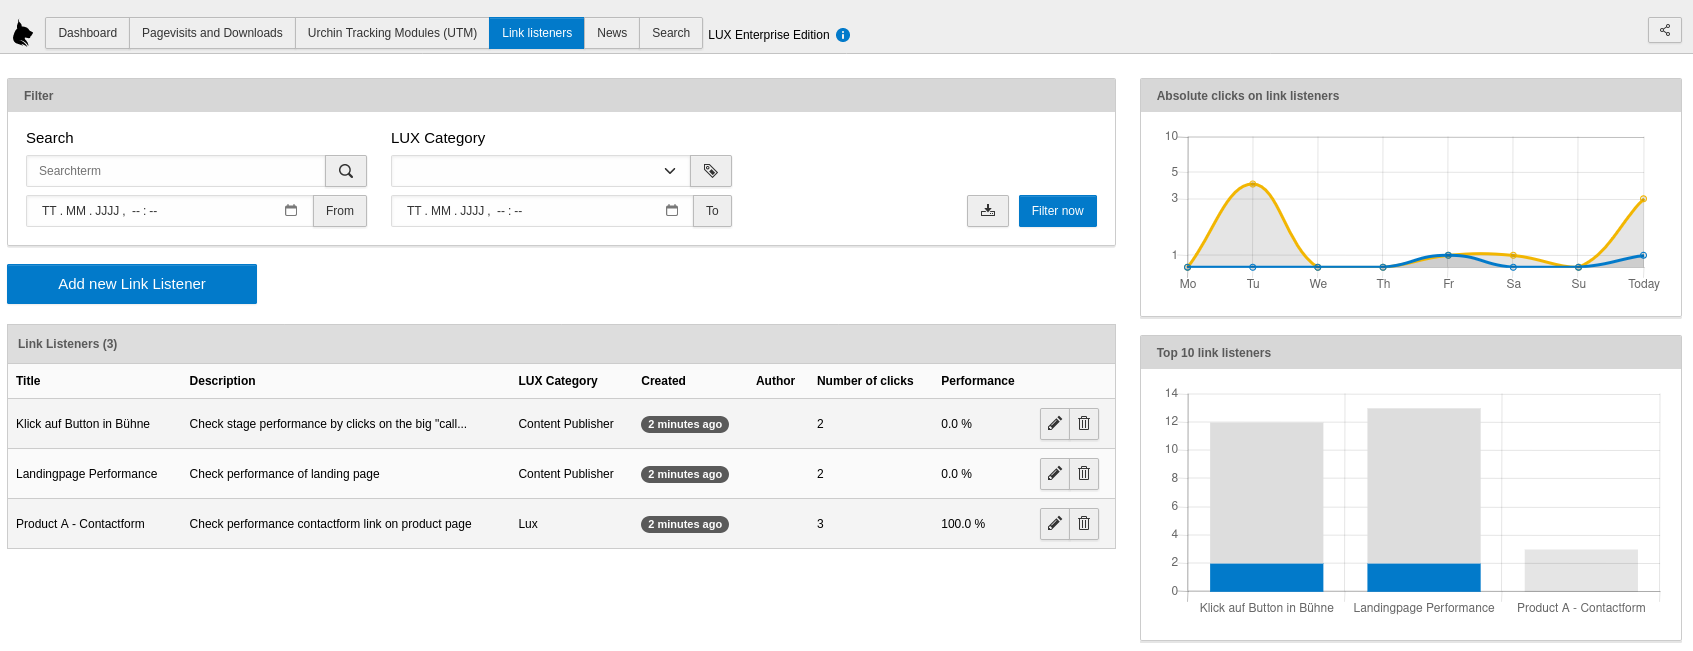 Dashboard Pagevisits and Downloads Urchin Tracking Modules (UTM) Link listeners News Search LUX Enterprise Edition
Filter
Search LUX Category
Searchterm
TT . MM . JJJJ , -- : -- From TT . MM . JJJJ , -- : -- To Filter now
Add new Link Listener
Link Listeners (3)
Title Description LUX Category Created Author Number of clicks Performance
Klick auf Button in Bühne Check stage performance by clicks on the big "call... Content Publisher 2 minutes ago 2 0.0 %
Landingpage Performance Check performance of landing page Content Publisher 2 minutes ago 2 0.0 %
Product A - Contactform Check performance contactform link on product page Lux 2 minutes ago 3 100.0 %
Absolute clicks on link listeners
10
5
3
1
Mo Tu We Th Fr Sa Su Today
Top 10 link listeners
14
12
10
8
6
4
2
0
Klick auf Button in Bühne Landingpage Performance Product A - Contactform